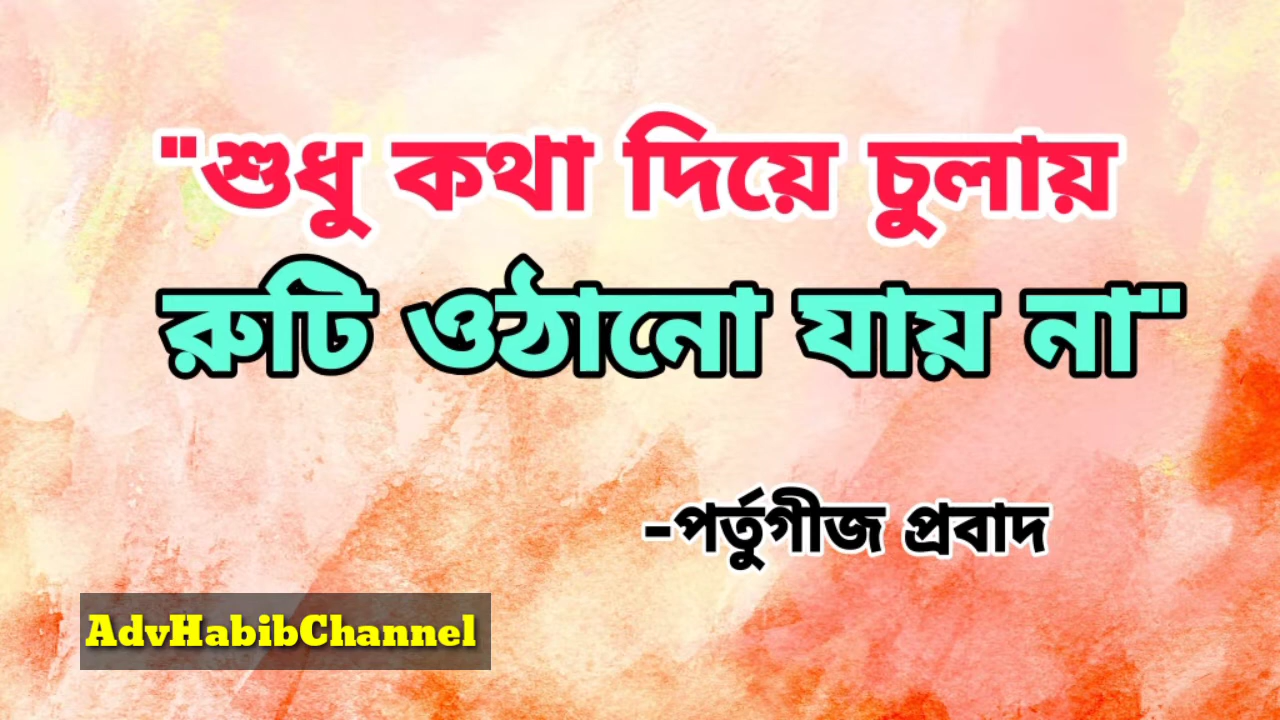 "শুধু কথা দিয়ে চুলায়
রুটি ওঠানো যায় না"
-পর্তুগীজ প্রবাদ
AdvHabibChannel